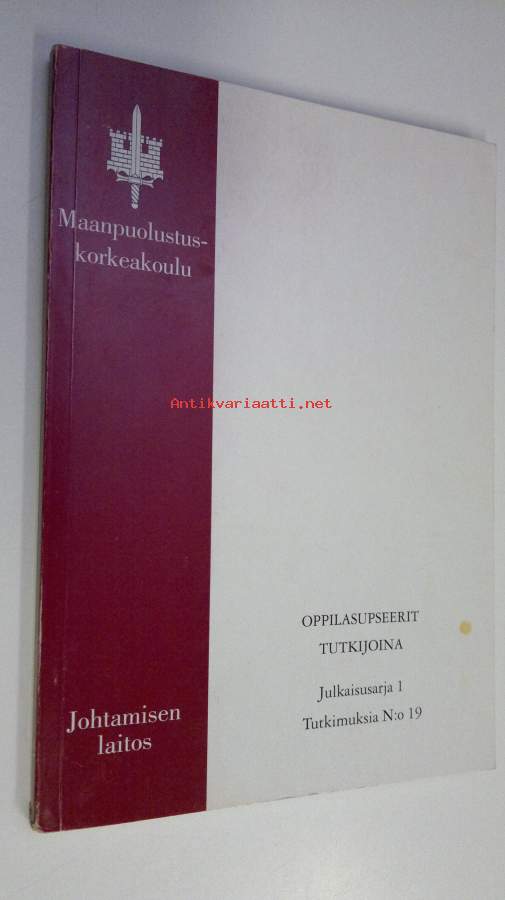 Maanpuolustus-
korkeakoulu
Antikvariaatti.net
OPPILASUPSEERIT
TUTKIJOINA
Julkaisusarja 1
Tutkimuksia N:o 19
Johtamisen
laitos